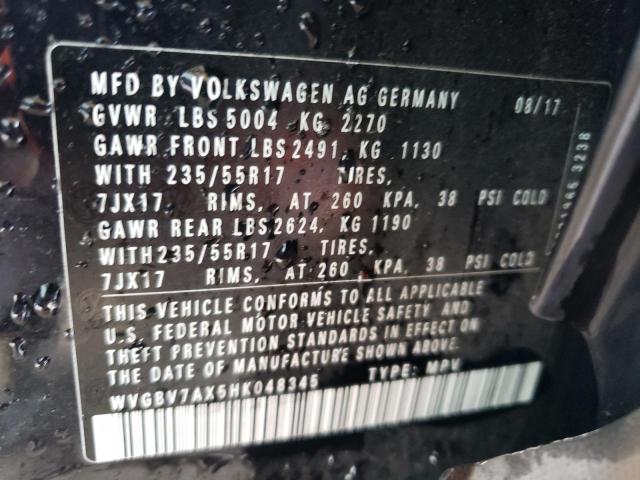 MFD BY VOLKSWAGEN AG GERMANY 08/17
GVWR LBS 5004 KG 2270
GAWR FRONT LBS 2491, KG 1130
WITH 235/55R17 TIRES,
7JX17 RIMS, AT 260 KPA, 38 PSI COLD
GAWR REAR LBS 2624, KG 1190
WITH 235/55R17 TIRES,
7JX17 RIMS, AT 260 KPA, 38 PSI COLD
THIS VEHICLE CONFORMS TO ALL APPLICABLE
U.S. FEDERAL MOTOR VEHICLE SAFETY AND
THEFT PREVENTION STANDARDS IN EFFECT ON
THE DATE OF MANUFACTURE SHOWN ABOVE.
WVGBV7AX5HK048345 TYPE: MPV
3238